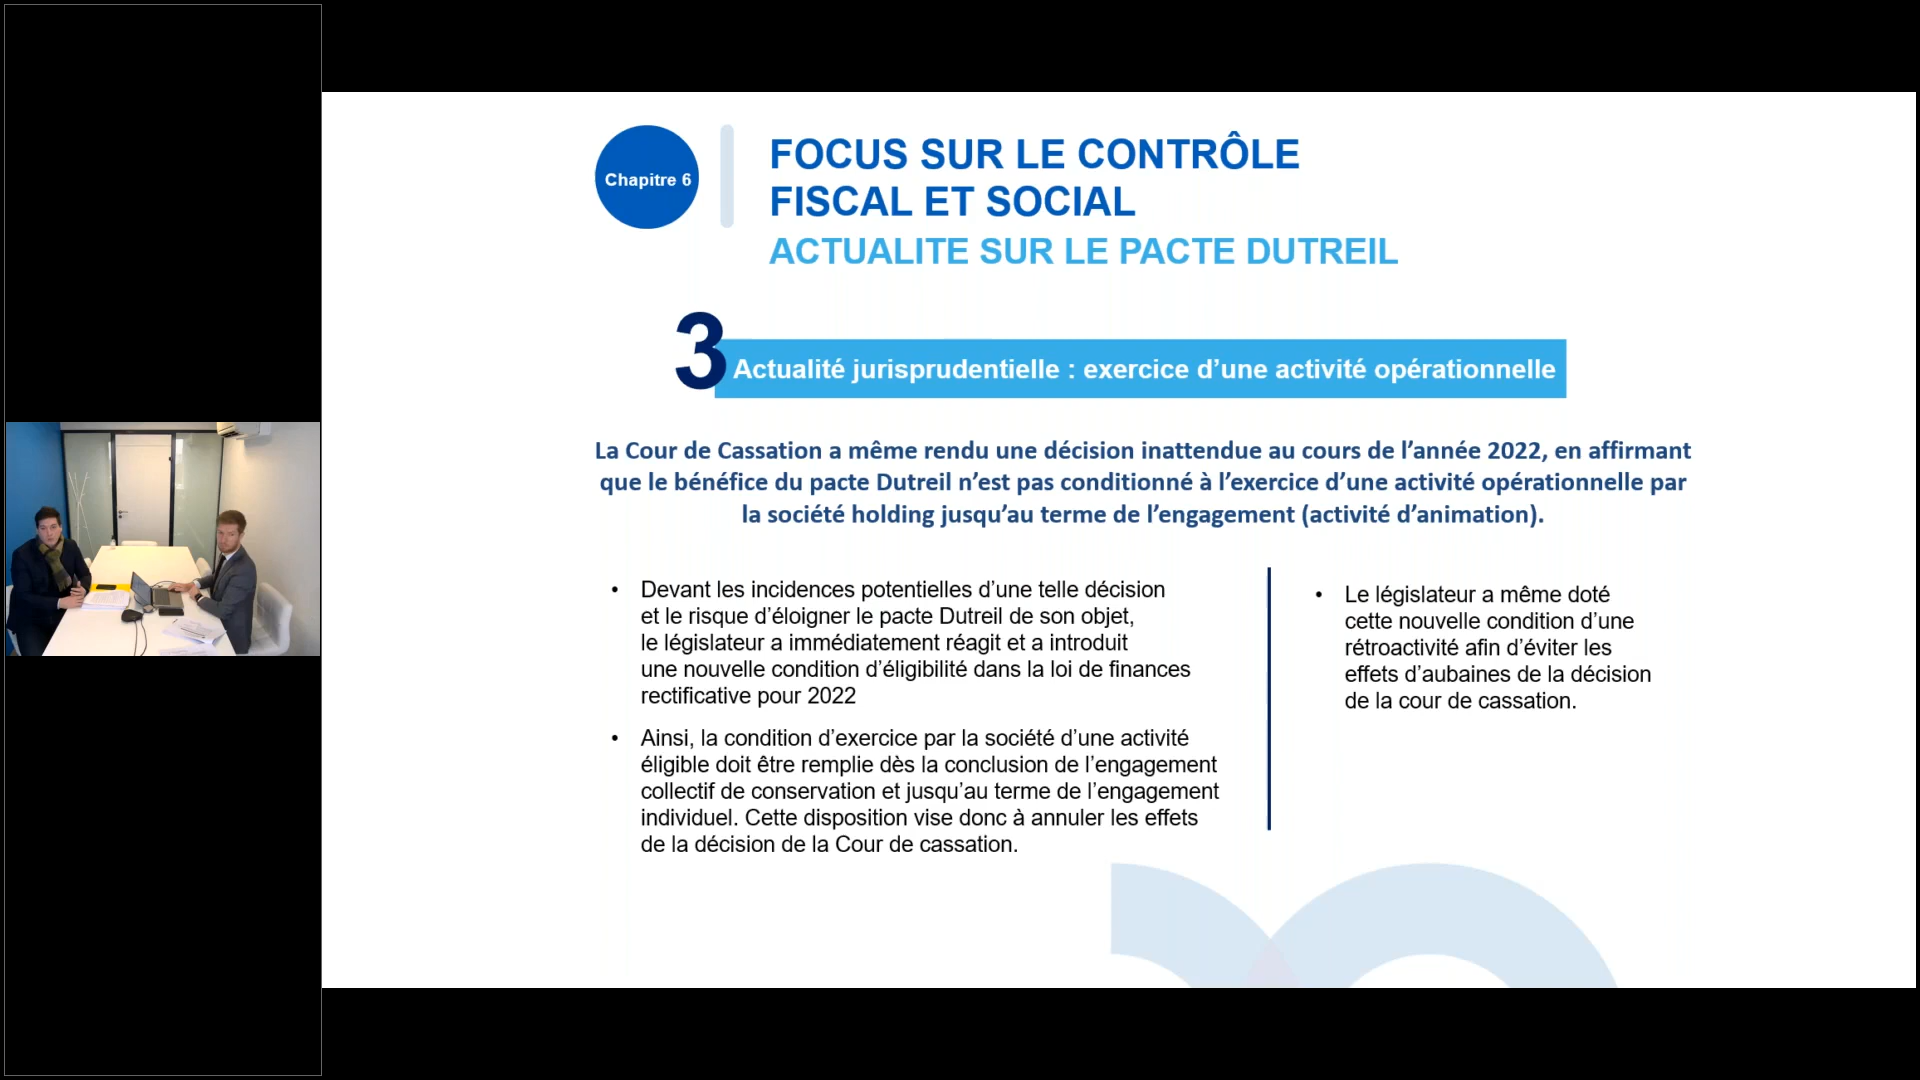 Chapitre 6
FOCUS SUR LE CONTRÔLE
FISCAL ET SOCIAL
ACTUALITE SUR LE PACTE DUTREIL
3
Actualité jurisprudentielle : exercice d’une activité opérationnelle
La Cour de Cassation a même rendu une décision inattendue au cours de l’année 2022, en affirmant
que le bénéfice du pacte Dutreil n’est pas conditionné à l’exercice d’une activité opérationnelle par
la société holding jusqu’au terme de l’engagement (activité d’animation).
• Devant les incidences potentielles d’une telle décision
et le risque d’éloigner le pacte Dutreil de son objet,
le législateur a immédiatement réagit et a introduit
une nouvelle condition d’éligibilité dans la loi de finances
rectificative pour 2022
• Ainsi, la condition d’exercice par la société d’une activité
éligible doit être remplie dès la conclusion de l’engagement
collectif de conservation et jusqu’au terme de l’engagement
individuel. Cette disposition vise donc à annuler les effets
de la décision de la Cour de cassation.
• Le législateur a même doté
cette nouvelle condition d’une
rétroactivité afin d’éviter les
effets d’aubaines de la décision
de la cour de cassation.